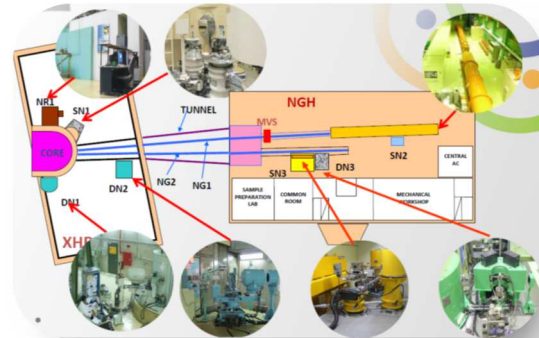 NR1
SN1
CORE
DN1
XHR
DN2
TUNNEL
NG2
NG1
NGH
MVS
SN2
SN3
DN3
CENTRAL
AC
SAMPLE
PREPARATION
LAB
COMMON
ROOM
MECHANICAL
WORKSHOP